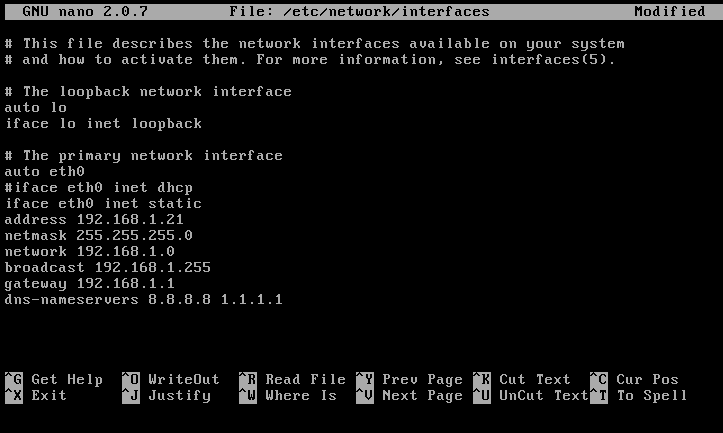 GNU nano 2.0.7 File: /etc/network/interfaces Modified
# This file describes the network interfaces available on your system
# and how to activate them. For more information, see interfaces(5).
# The loopback network interface
auto lo
iface lo inet loopback
# The primary network interface
auto eth0
#iface eth0 inet dhcp
iface eth0 inet static
address 192.168.1.21
netmask 255.255.255.0
network 192.168.1.0
broadcast 192.168.1.255
gateway 192.168.1.1
dns-nameservers 8.8.8.8 1.1.1.1
^G Get Help ^O WriteOut ^R Read File ^Y Prev Page ^K Cut Text ^C Cur Pos
^X Exit ^J Justify ^W Where Is ^V Next Page ^U UnCut Text ^T To Spell